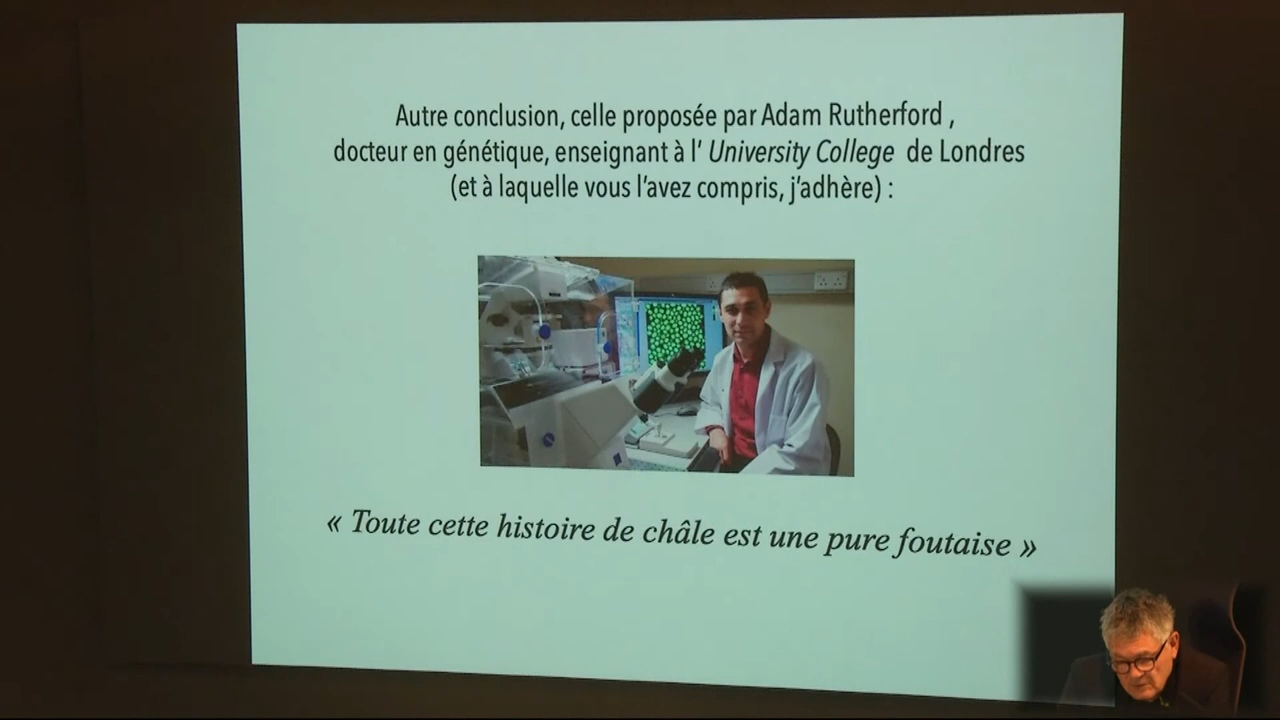 Autre conclusion, celle proposée par Adam Rutherford ,
docteur en génétique, enseignant à l' University College de Londres
(et à laquelle vous l'avez compris, j'adhère) :
« Toute cette histoire de châle est une pure foutaise »